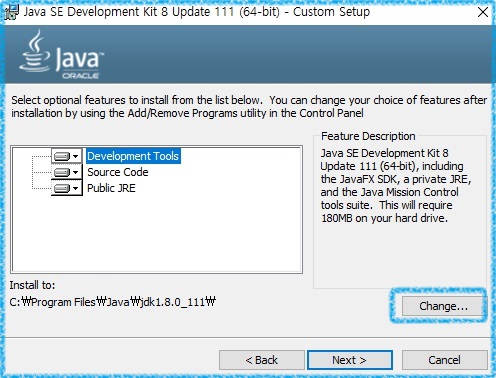 Java SE Development Kit 8 Update 111 (64-bit) - Custom Setup
Java
ORACLE
Select optional features to install from the list below.  You can change your choice of features after
installation by using the Add/Remove Programs utility in the Control Panel
Development Tools
Source Code
Public JRE
Feature Description
Java SE Development Kit 8
Update 111 (64-bit), including
the JavaFX SDK, a private JRE,
and the Java Mission Control
tools suite.  This will require
180MB on your hard drive.
Install to:
C:₩Program Files₩Java₩jdk1.8.0_111₩
Change...
< Back
Next >
Cancel